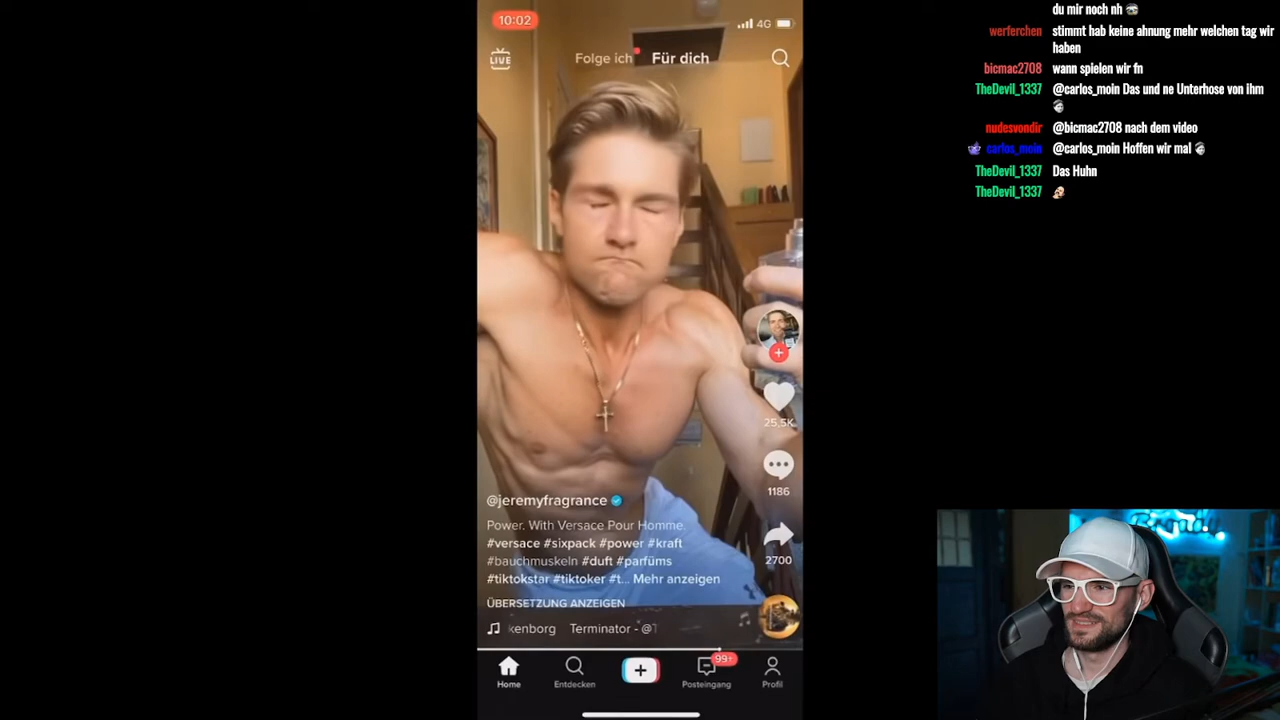 10:02
4G
LIVE
Folge ich
Für dich
25,5K
1186
2700
@jeremyfragrance
Power. With Versace Pour Homme.
#versace #sixpack #power #kraft
#bauchmuskeln #duft #parfüms
#tiktokstar #tiktoker #t... Mehr anzeigen
ÜBERSETZUNG ANZEIGEN
kenborg Terminator - @T
99+
Home
Entdecken
Posteingang
Profil
du mir noch nh
werferchen stimmt hab keine ahnung mehr welchen tag wir
haben
bicmac2708 wann spielen wir fn
TheDevil_1337 @carlos_moin Das und ne Unterhose von ihm
nudesvondir @bicmac2708 nach dem video
carlos_moin @carlos_moin Hoffen wir mal
TheDevil_1337 Das Huhn
TheDevil_1337